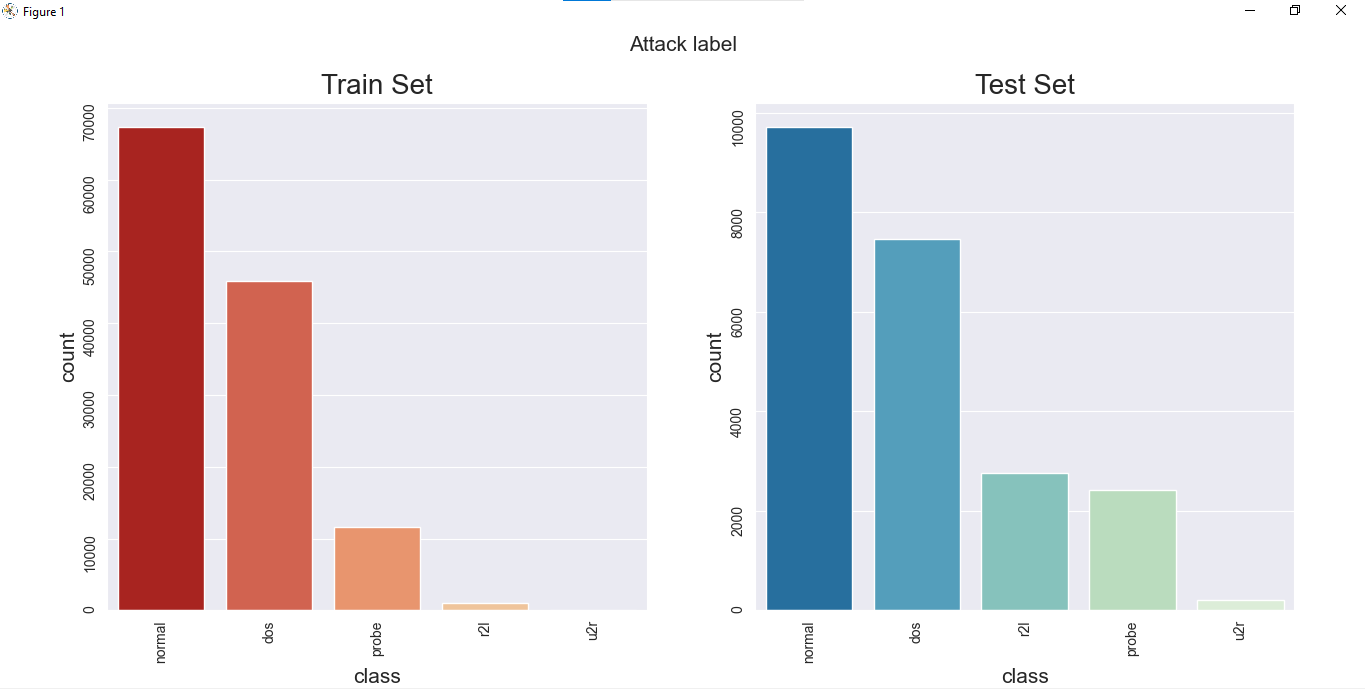 Figure 1
Attack label
Train Set
70000
60000
50000
40000
30000
20000
10000
0
count
normal
dos
probe
r2l
u2r
class
Test Set
10000
8000
6000
4000
2000
0
count
normal
dos
r2l
probe
u2r
class